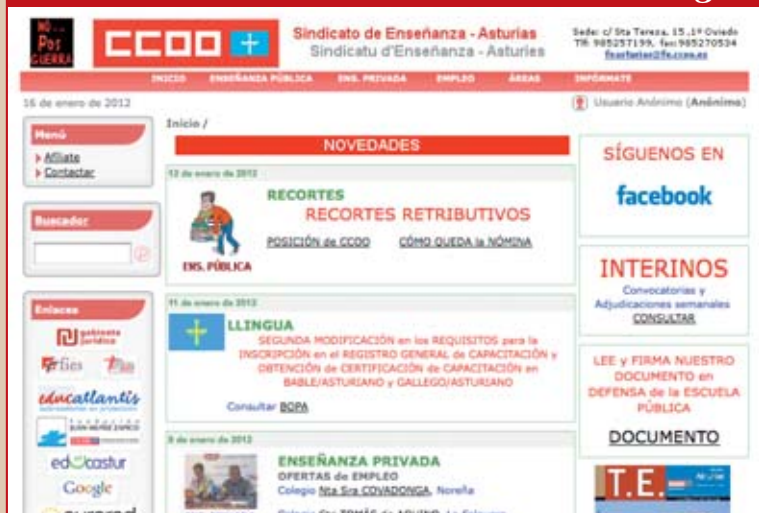 NO...
Por
GUERRA
CCOO
Sindicato de Enseñanza - Asturias
Sindicatu d'Enseñanza - Asturies
Sede: c/ Sta Teresa, 15 ,1º Oviedo
Tlf: 985257199, fax: 985270534
INICIO ENSEÑANZA PÚBLICA ENS. PRIVADA EMPLEO ÁREAS INFÓRMATE
16 de enero de 2012
Usuario Anónimo (Anónimo)
Menú
Afíliate
Contactar
Buscador
Enlaces
gabinete
jurídico
fies
educatlantis
FUNDACIÓN
JUAN MUÑIZ ZAPICO
educastur
Google
Inicio /
NOVEDADES
12 de enero de 2012
RECORTES
RECORTES RETRIBUTIVOS
POSICIÓN de CCOO CÓMO QUEDA la NÓMINA
ENS. PÚBLICA
11 de enero de 2012
LLINGUA
SEGUNDA MODIFICACIÓN en los REQUISITOS para la
INSCRIPCIÓN en el REGISTRO GENERAL de CAPACITACIÓN y
OBTENCIÓN de CERTIFICACIÓN de CAPACITACIÓN en
BABLE/ASTURIANO y GALLEGO/ASTURIANO
Consultar BOPA
9 de enero de 2012
ENSEÑANZA PRIVADA
OFERTAS de EMPLEO
Colegio Nta Sra COVADONGA, Noreña
SÍGUENOS EN
facebook
INTERINOS
Convocatorias y
Adjudicaciones semanales
CONSULTAR
LEE y FIRMA NUESTRO
DOCUMENTO en
DEFENSA de la ESCUELA
PÚBLICA
DOCUMENTO
T.E.